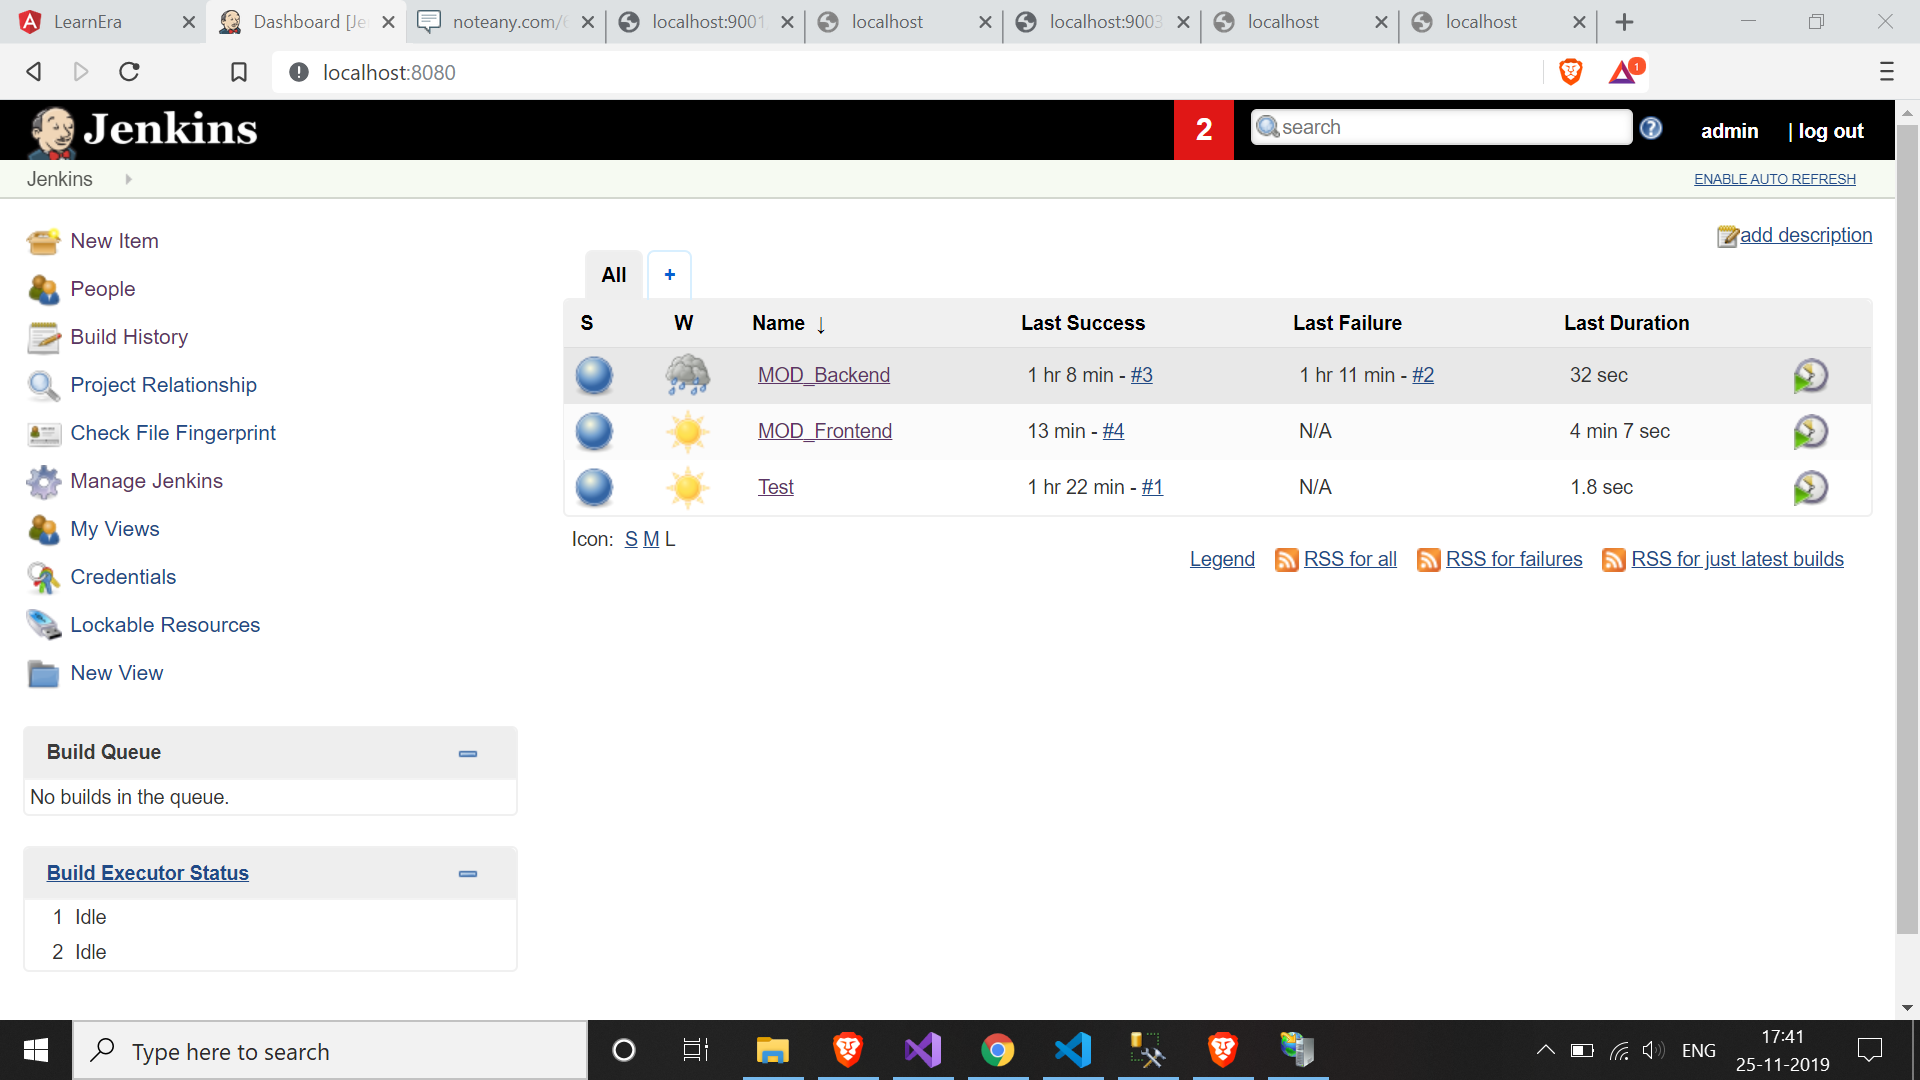 LearnEra
Dashboard [Je
noteany.com/
localhost:9001
localhost
localhost:9003
localhost
localhost
localhost:8080
1
Jenkins
2
search
admin
| log out
Jenkins
ENABLE AUTO REFRESH
New Item
People
Build History
Project Relationship
Check File Fingerprint
Manage Jenkins
My Views
Credentials
Lockable Resources
New View
add description
All +
S W Name ↓ Last Success Last Failure Last Duration
MOD_Backend 1 hr 8 min - #3 1 hr 11 min - #2 32 sec
MOD_Frontend 13 min - #4 N/A 4 min 7 sec
Test 1 hr 22 min - #1 N/A 1.8 sec
Icon: S M L
Legend RSS for all RSS for failures RSS for just latest builds
Build Queue
No builds in the queue.
Build Executor Status
1 Idle
2 Idle
Type here to search
ENG
17:41
25-11-2019